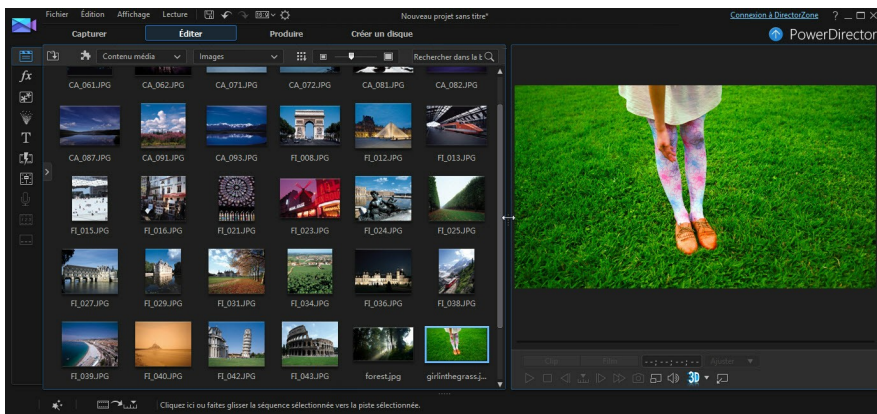 Fichier Édition Affichage Lecture
Nouveau projet sans titre*
Connexion à DirectorZone ?
Capturer Éditer Produire Créer un disque
PowerDirector
Contenu média Images Rechercher dans la b
fx
T
CA_061.JPG CA_062.JPG CA_071.JPG CA_072.JPG CA_081.JPG CA_082.JPG
CA_087.JPG CA_091.JPG CA_093.JPG FI_008.JPG FI_012.JPG FI_013.JPG
FI_015.JPG FI_016.JPG FI_021.JPG FI_023.JPG FI_024.JPG FI_025.JPG
FI_027.JPG FI_029.JPG FI_031.JPG FI_034.JPG FI_036.JPG FI_038.JPG
FI_039.JPG FI_040.JPG FI_042.JPG FI_043.JPG forest.jpg girlinthegrass.j...
Clip Film --:--:--:-- Ajuster
3D
Cliquez ici ou faites glisser la séquence sélectionnée vers la piste sélectionnée.